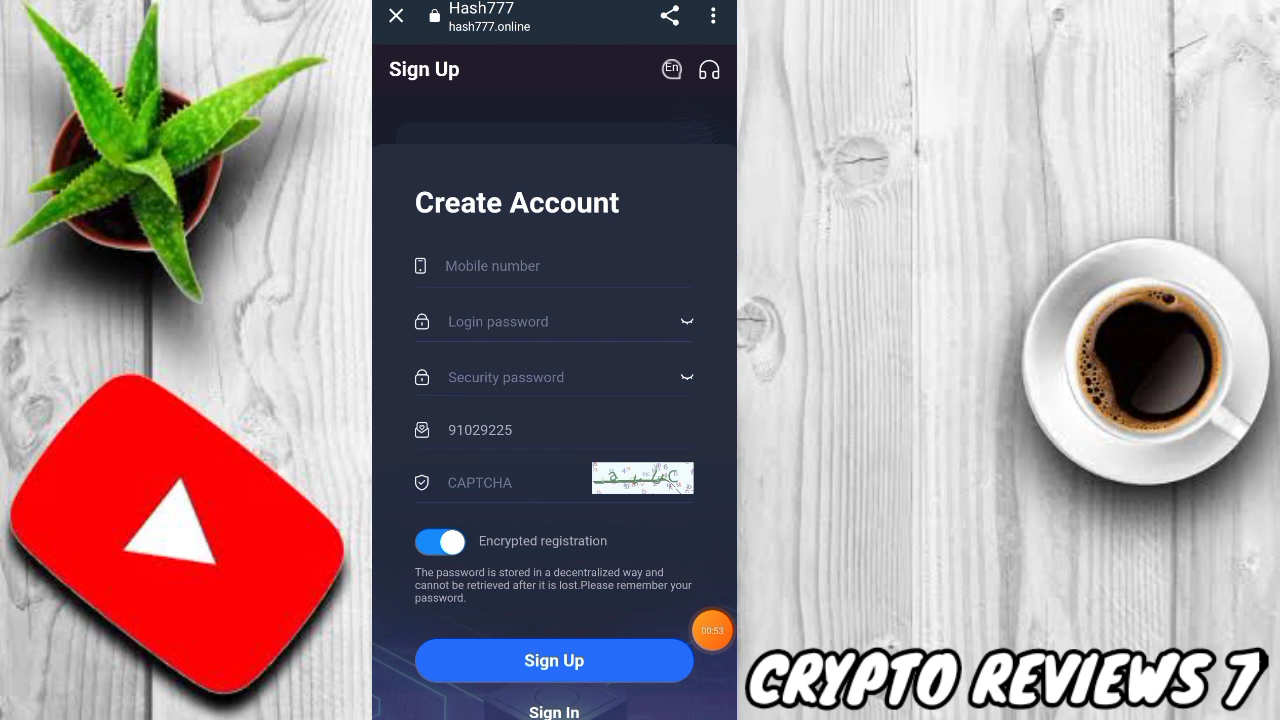 Hash777
hash777.online
Sign Up
En
Create Account
Mobile number
Login password
Security password
91029225
CAPTCHA
Encrypted registration
The password is stored in a decentralized way and
cannot be retrieved after it is lost.Please remember your
password.
00:53
Sign Up
Sign In
CRYPTO REVIEWS 7